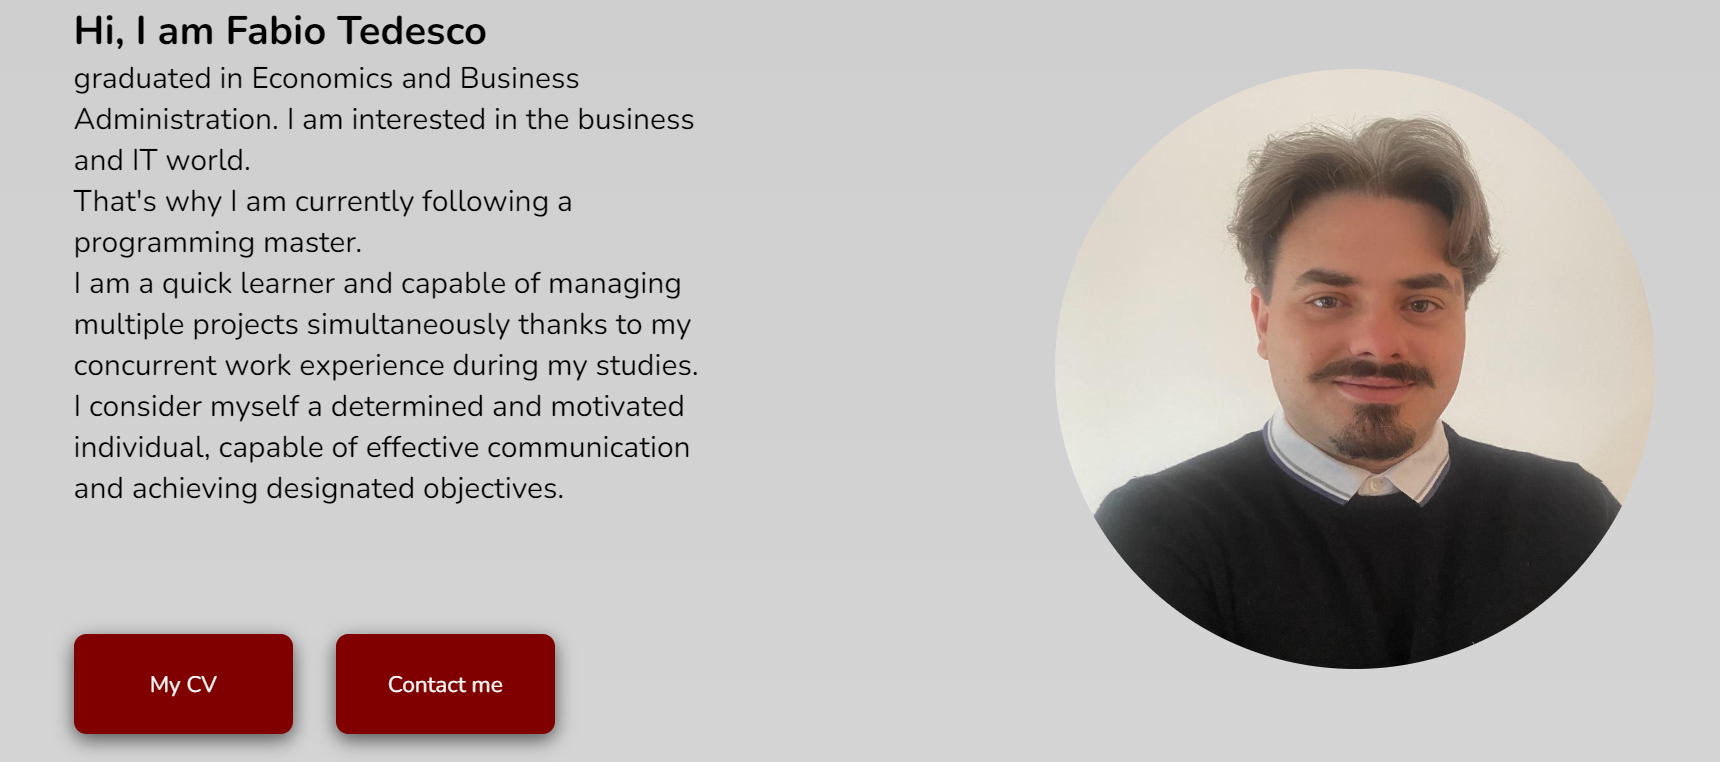 Hi, I am Fabio Tedesco
graduated in Economics and Business
Administration. I am interested in the business
and IT world.
That's why I am currently following a
programming master.
I am a quick learner and capable of managing
multiple projects simultaneously thanks to my
concurrent work experience during my studies.
I consider myself a determined and motivated
individual, capable of effective communication
and achieving designated objectives.
My CV
Contact me